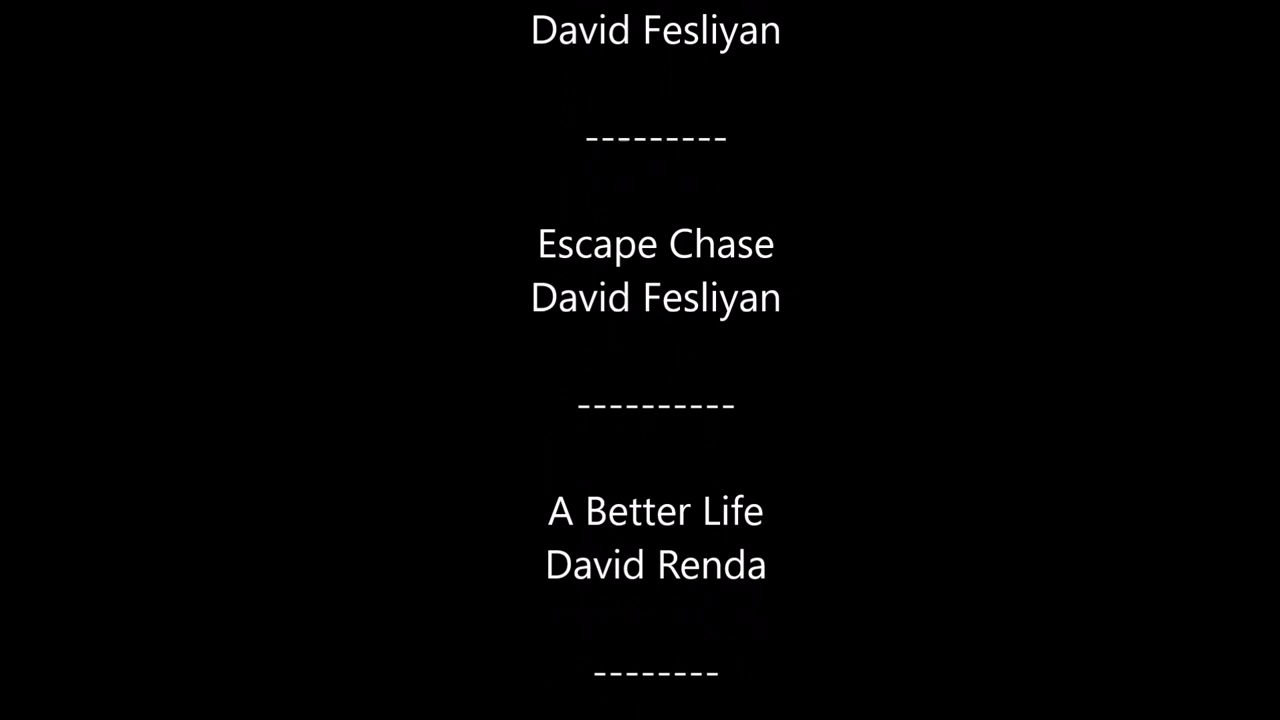 David Fesliyan
---------
Escape Chase
David Fesliyan
----------
A Better Life
David Renda
--------